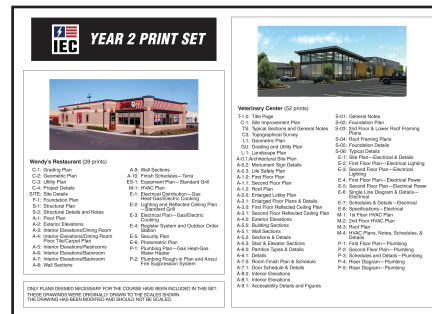 IEC
YEAR 2 PRINT SET
Wendy's Restaurant (28 prints)
C-1: Grading Plan
C-2: Geometric Plan
C-3: Utility Plan
C-4: Project Details
SITE: Site Details
F-1: Foundation Plan
S-1: Structural Plan
S-2: Structural Details and Notes
A-1: Floor Plan
A-2: Exterior Elevations
A-3: Interior Elevations/Dining Room
A-4: Interior Elevations/Dining Room
Floor Tile/Carpet Plan
A-5: Interior Elevations/Restrooms
A-6: Interior Elevations/Backroom
A-7: Interior Elevations/Backroom
A-8: Wall Sections
A-9: Wall Sections
A-10: Finish Schedules–Terra
ES-1: Equipment Plan–Standard Grill
M-1: HVAC Plan
E-1: Electrical Distribution–Gas
Heat-Gas/Electric Cooking
E-2: Lighting and Reflected Ceiling Plan
–Standard Grill
E-3: Electrical Plan–Gas/Electric
Cooking
E-4: Register System and Outdoor Order
Station
E-5: Security Plan
E-6: Photometric Plan
P-1: Plumbing Plan–Gas Heat-Gas
Water Heater
P-2: Plumbing Rough-In Plan and Ansul
Fire Suppression System
ONLY PLANS DEEMED NECESSARY FOR THE COURSE HAVE BEEN INCLUDED IN THIS SET.
THESE DRAWINGS WERE ORIGINALLY DRAWN TO THE SCALES SHOWN.
THE DRAWING HAS BEEN MODIFIED AND SHOULD NOT BE SCALED.
Veterinary Center (52 prints)
T-1.0: Title Page
C-1: Site Improvement Plan
TS: Typical Sections and General Notes
C3: Topographical Survey
L1: Geometric Plan
GU: Grading and Utility Plan
L-1: Landscape Plan
A-0.1: Architectural Site Plan
A-0.2: Monument Sign Details
A-0.3: Life Safety Plan
A-1.0: First Floor Plan
A-1.1: Second Floor Plan
A-1.2: Roof Plan
A-2.0: Enlarged Lobby Plan
A-2.1: Enlarged Floor Plans & Details
A-3.0: First Floor Reflected Ceiling Plan
A-3.1: Second Floor Reflected Ceiling Plan
A-4.0: Exterior Elevations
A-5.0: Building Sections
A-5.1: Wall Sections
A-5.2: Sections & Details
A-5.3: Stair & Elevator Sections
A-6.0: Partition Types & Details
A-6.1: Details
A-7.0: Room Finish Plan & Schedule
A-7.1: Door Schedule & Details
A-8.0: Interior Elevations
A-8.1: Interior Elevations
A-9.1: Accessibility Details and Figures
S-01: General Notes
S-02: Foundation Plan
S-03: 2nd Floor & Lower Roof Framing
Plans
S-04: Roof Framing Plans
S-05: Foundation Details
S-06: Typical Details
E-1: Site Plan—Electrical & Details
E-2: First Floor Plan—Electrical Lighting
E-3: Second Floor Plan—Electrical
Lighting
E-4: First Floor Plan—Electrical Power
E-5: Second Floor Plan—Electrical Power
E-6: Single Line Diagram & Details—
Electrical
E-7: Schedules & Details—Electrical
E-8: Specifications—Electrical
M-1: 1st Floor HVAC Plan
M-2: 2nd Floor HVAC Plan
M-3: Roof Plan
M-4: HVAC Plans, Notes, Schedules, &
Details
P-1: First Floor Plan—Plumbing
P-2: Second Floor Plan—Plumbing
P-3: Schedules and Details—Plumbing
P-4: Riser Diagram—Plumbing
P-5: Riser Diagram—Plumbing